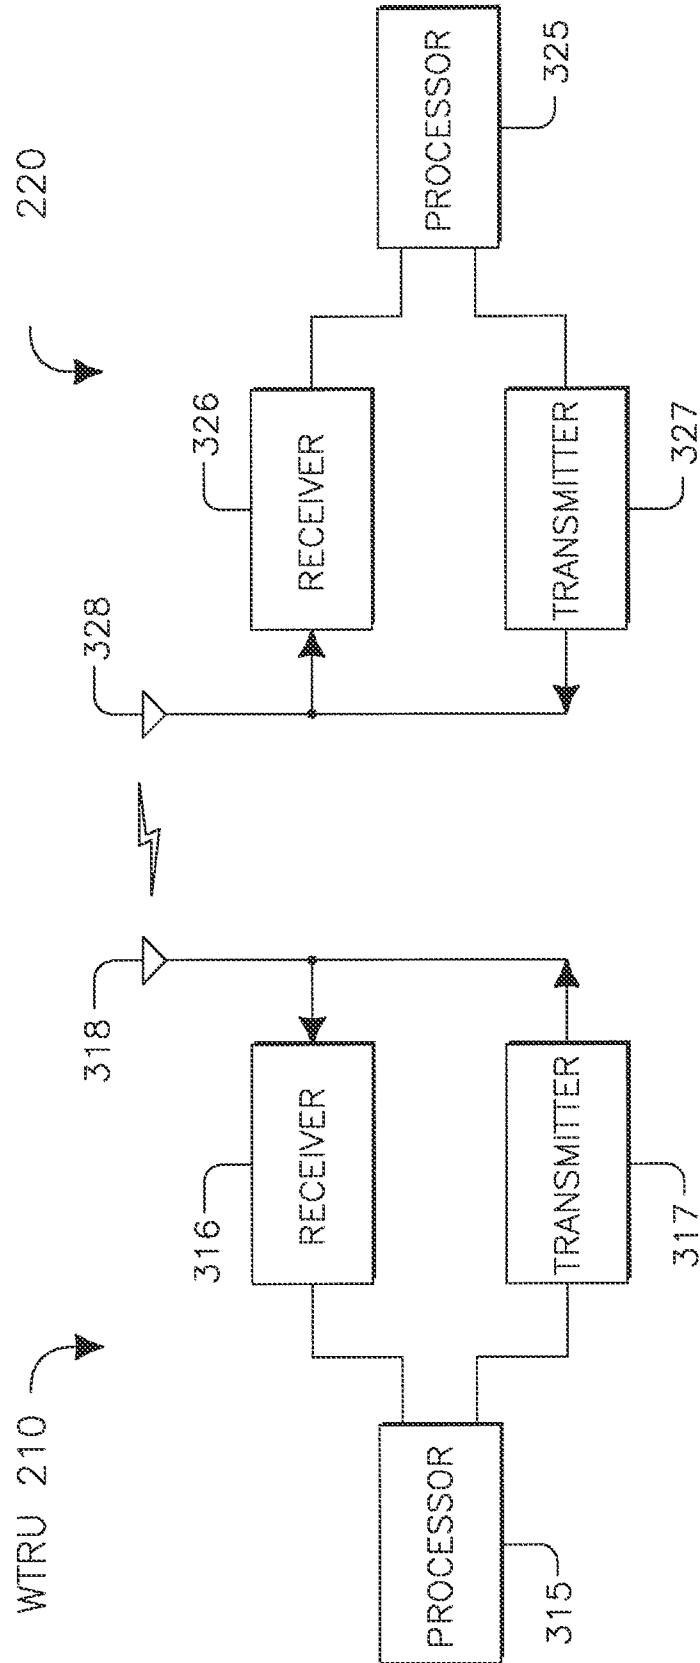 WTRU 210
220
318
328
316
RECEIVER
326
RECEIVER
PROCESSOR
315
PROCESSOR
325
TRANSMITTER
317
TRANSMITTER
327